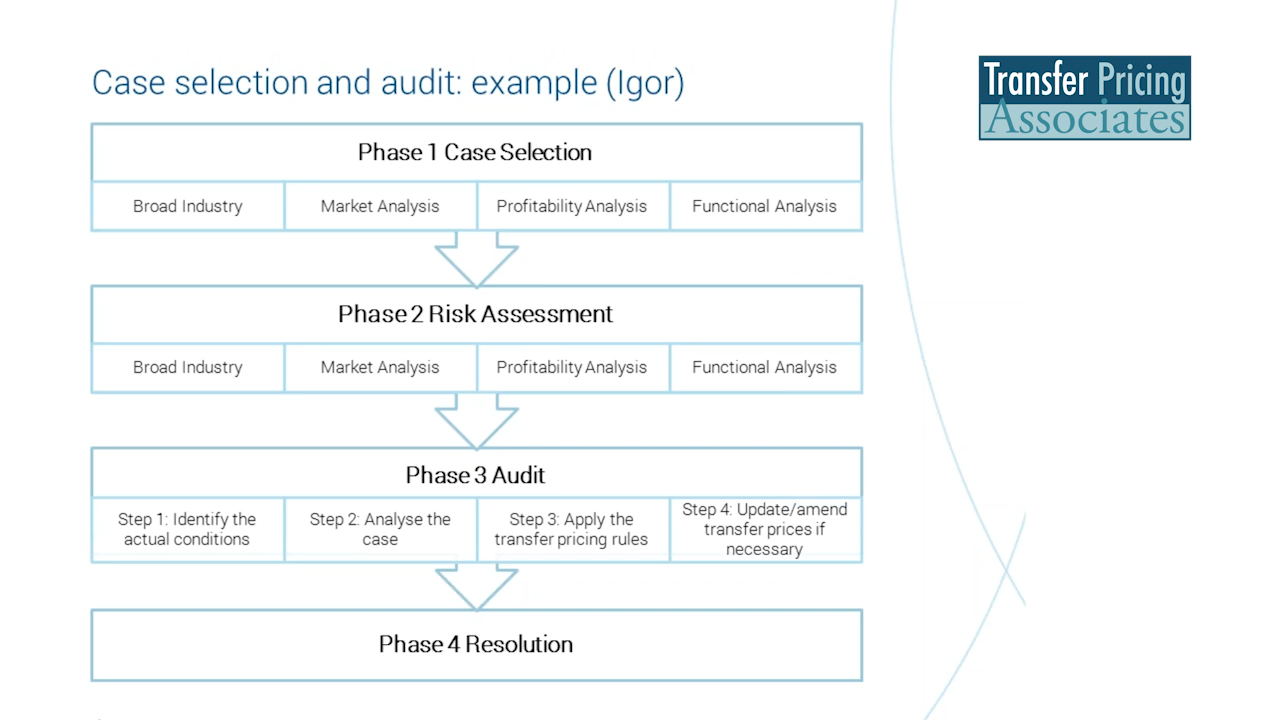 Case selection and audit: example (Igor)
Transfer Pricing
Associates
Phase 1 Case Selection
Broad Industry
Market Analysis
Profitability Analysis
Functional Analysis
Phase 2 Risk Assessment
Broad Industry
Market Analysis
Profitability Analysis
Functional Analysis
Phase 3 Audit
Step 1: Identify the
actual conditions
Step 2: Analyse the
case
Step 3: Apply the
transfer pricing rules
Step 4: Update/amend
transfer prices if
necessary
Phase 4 Resolution